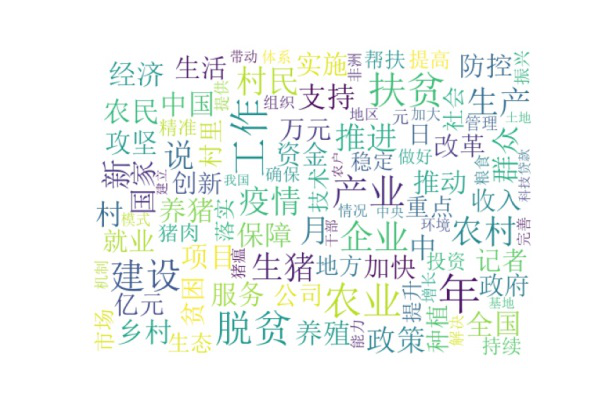 带动
体系
经济
生活
村民
实施
非洲
帮扶
提高
防控
振兴
农民
中国
提供
组织
支持
扶贫
社会
生产
攻坚
精准
村里
工作
万元
地区
元
加大
日
管理
土地
新
国家
说
资金
推进
稳定
做好
改革
粮食
群众
创新
建立
我国
确保
技术
农户
产业
推动
科技
贷款
村
养猪
疫情
落实
猪肉
保障
月
情况
中央
重点
收入
模式
就业
项目
猪瘟
干部
企业
中
环境
农村
完善
机制
建设
贫困
生猪
地方
加快
投资
记者
服务
公司
农业
年
增长
政府
基地
亿元
市场
乡村
生态
脱贫
养殖
能力
政策
提升
种植
解决
全国
持续